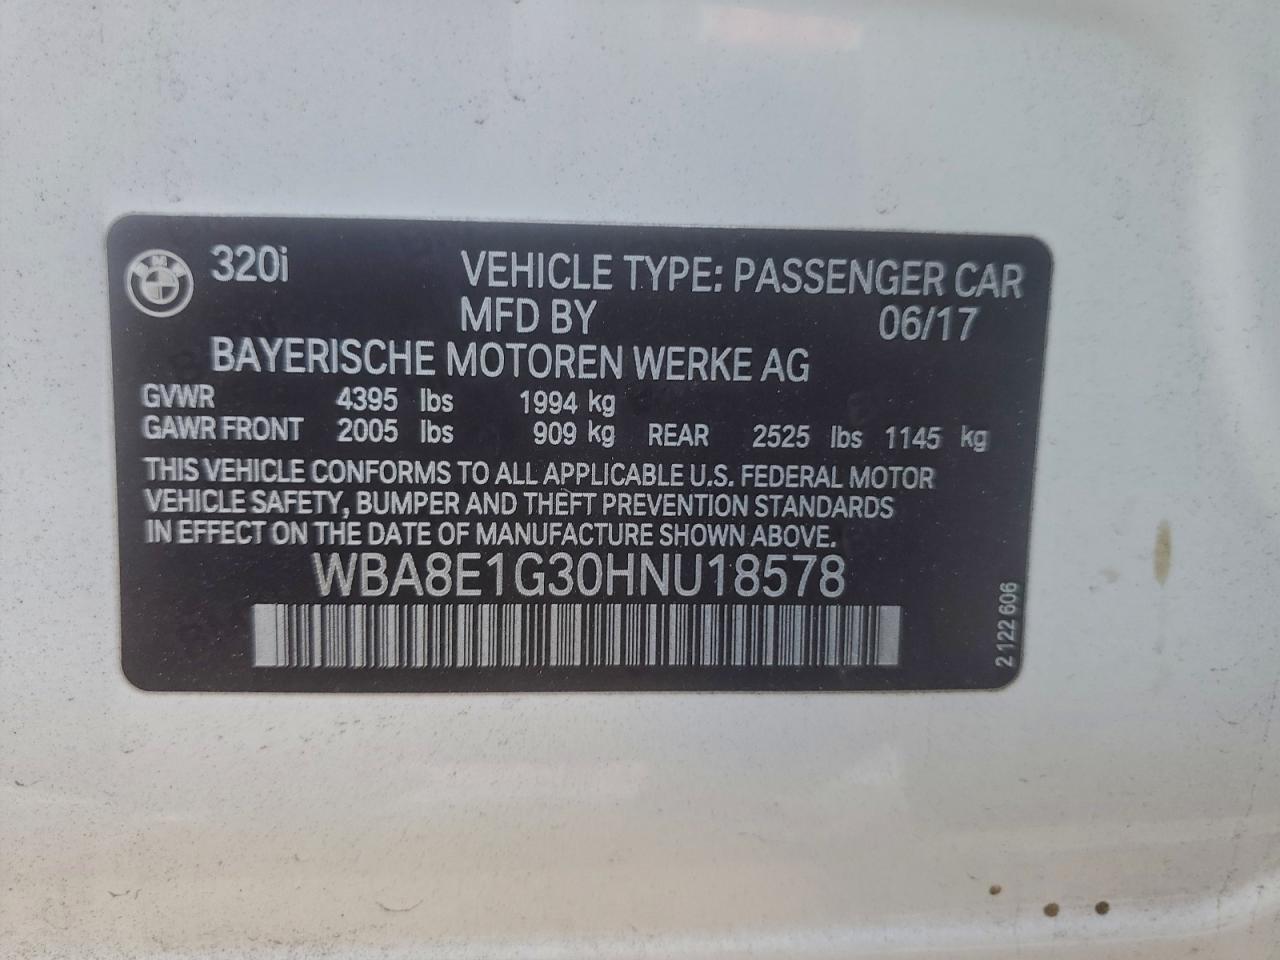 BMW
320i
VEHICLE TYPE: PASSENGER CAR
MFD BY 06/17
BAYERISCHE MOTOREN WERKE AG
GVWR 4395 lbs 1994 kg
GAWR FRONT 2005 lbs 909 kg REAR 2525 lbs 1145 kg
THIS VEHICLE CONFORMS TO ALL APPLICABLE U.S. FEDERAL MOTOR
VEHICLE SAFETY, BUMPER AND THEFT PREVENTION STANDARDS
IN EFFECT ON THE DATE OF MANUFACTURE SHOWN ABOVE.
WBA8E1G30HNU18578
2 122 606